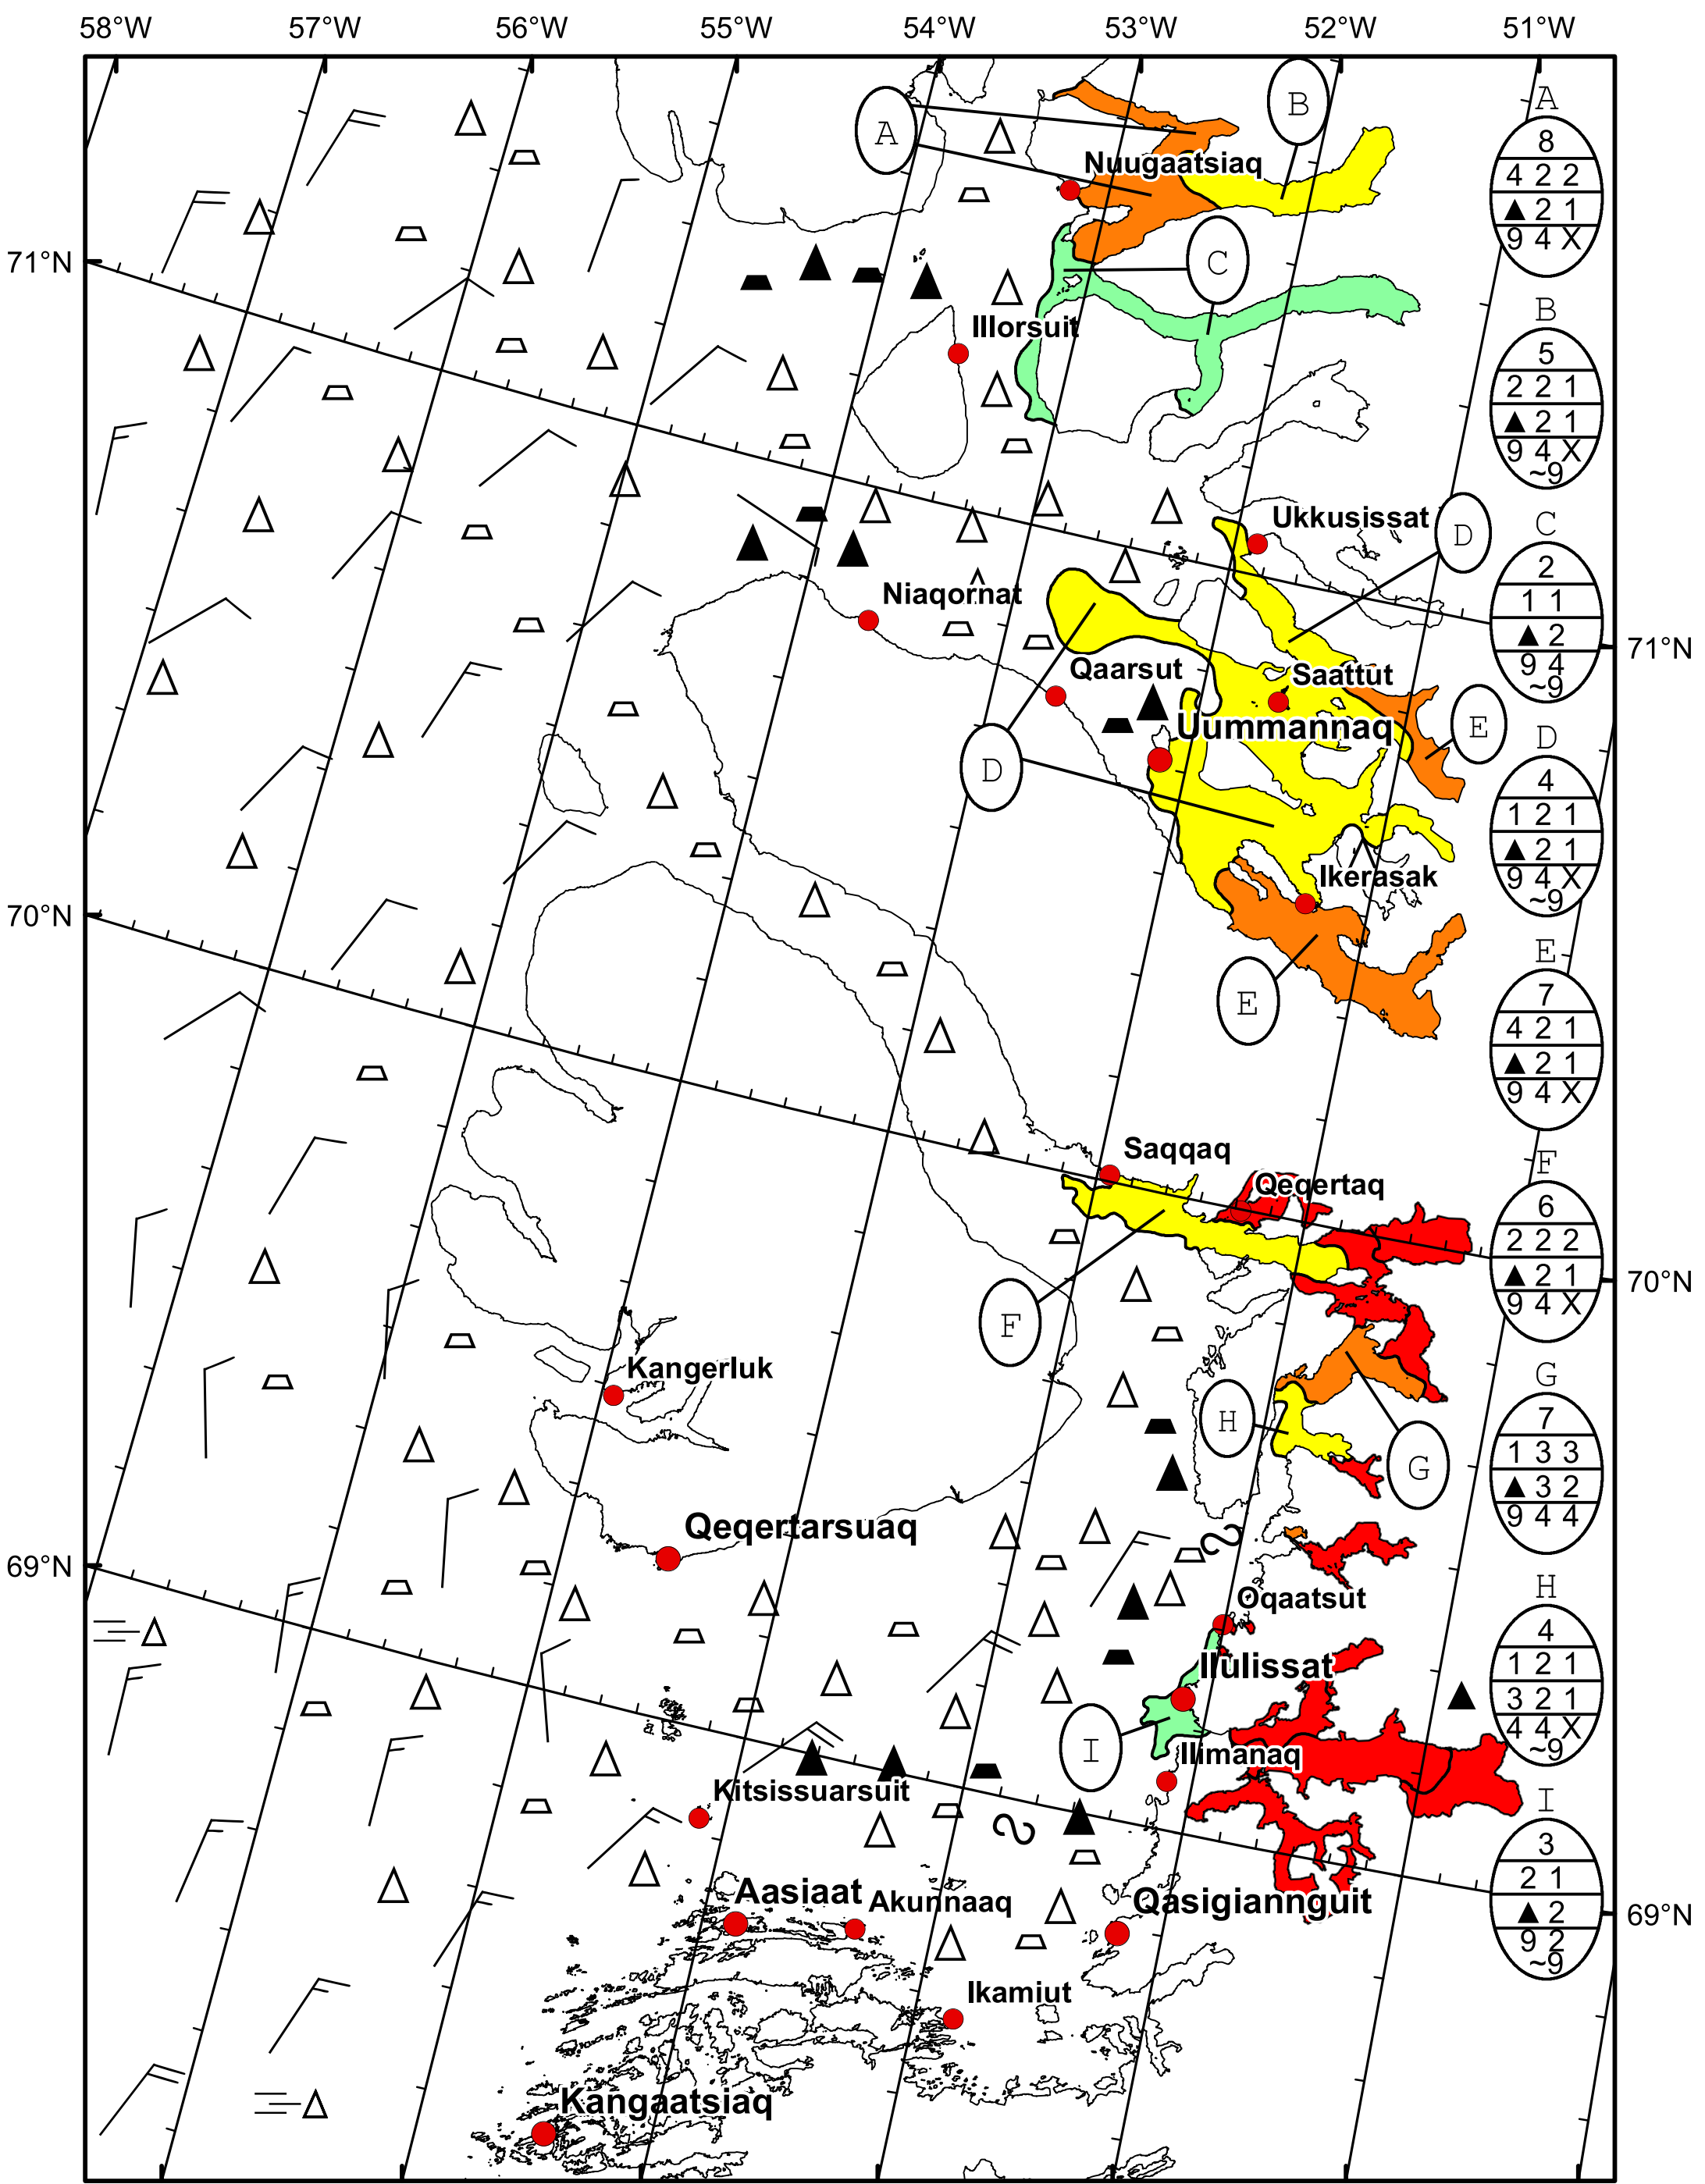 58°W 57°W 56°W 55°W 54°W 53°W 52°W 51°W
A
B
A
8
4 2 2
▲ 2 1
9 4 X
Nuugaatsiaq
71°N
C
B
5
2 2 1
▲ 2 1
9 4 X
~9
Illorsuit
Ukkusissat
D
C
2
1 1
▲ 2
9 4
~9
Niaqornat
71°N
Qaarsut
Saattut
Uummannaq
E
D
D
4
1 2 1
▲ 2 1
9 4 X
~9
Ikerasak
70°N
E
E
7
4 2 1
▲ 2 1
9 4 X
Saqqaq
Qeqertaq
F
6
2 2 2
▲ 2 1
9 4 X
70°N
F
Kangerluk
H
G
G
7
1 3 3
▲ 3 2
9 4 4
Qeqertarsuaq
69°N
Oqaatsut
H
4
1 2 1
3 2 1
4 4 X
~9
Ilulissat
I
Ilimanaq
Kitsissuarsuit
I
3
2 1
▲ 2
9 2
~9
Aasiaat
Akunnaaq
Qasigiannguit
69°N
Ikamiut
Kangaatsiaq